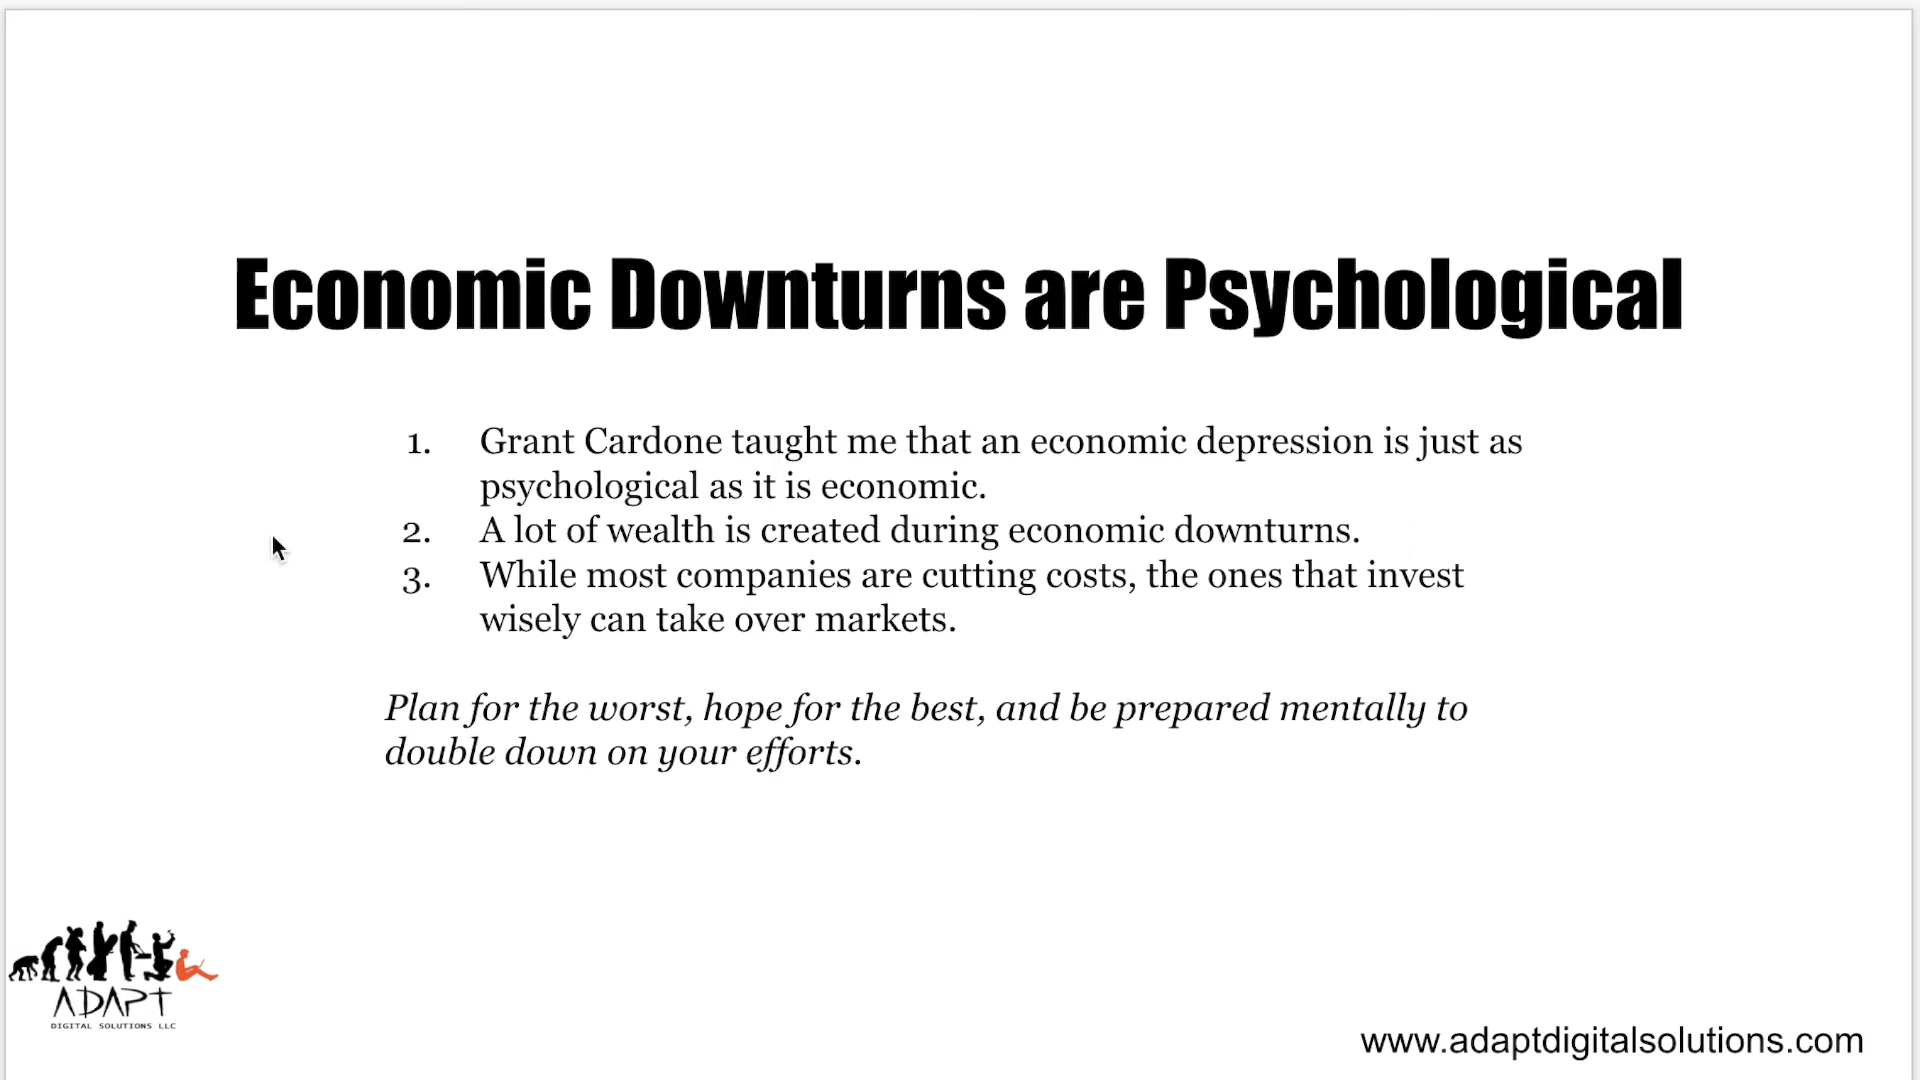 Economic Downturns are Psychological
1. Grant Cardone taught me that an economic depression is just as
psychological as it is economic.
2. A lot of wealth is created during economic downturns.
3. While most companies are cutting costs, the ones that invest
wisely can take over markets.
Plan for the worst, hope for the best, and be prepared mentally to
double down on your efforts.
ADAPT
DIGITAL SOLUTIONS LLC
www.adaptdigitalsolutions.com